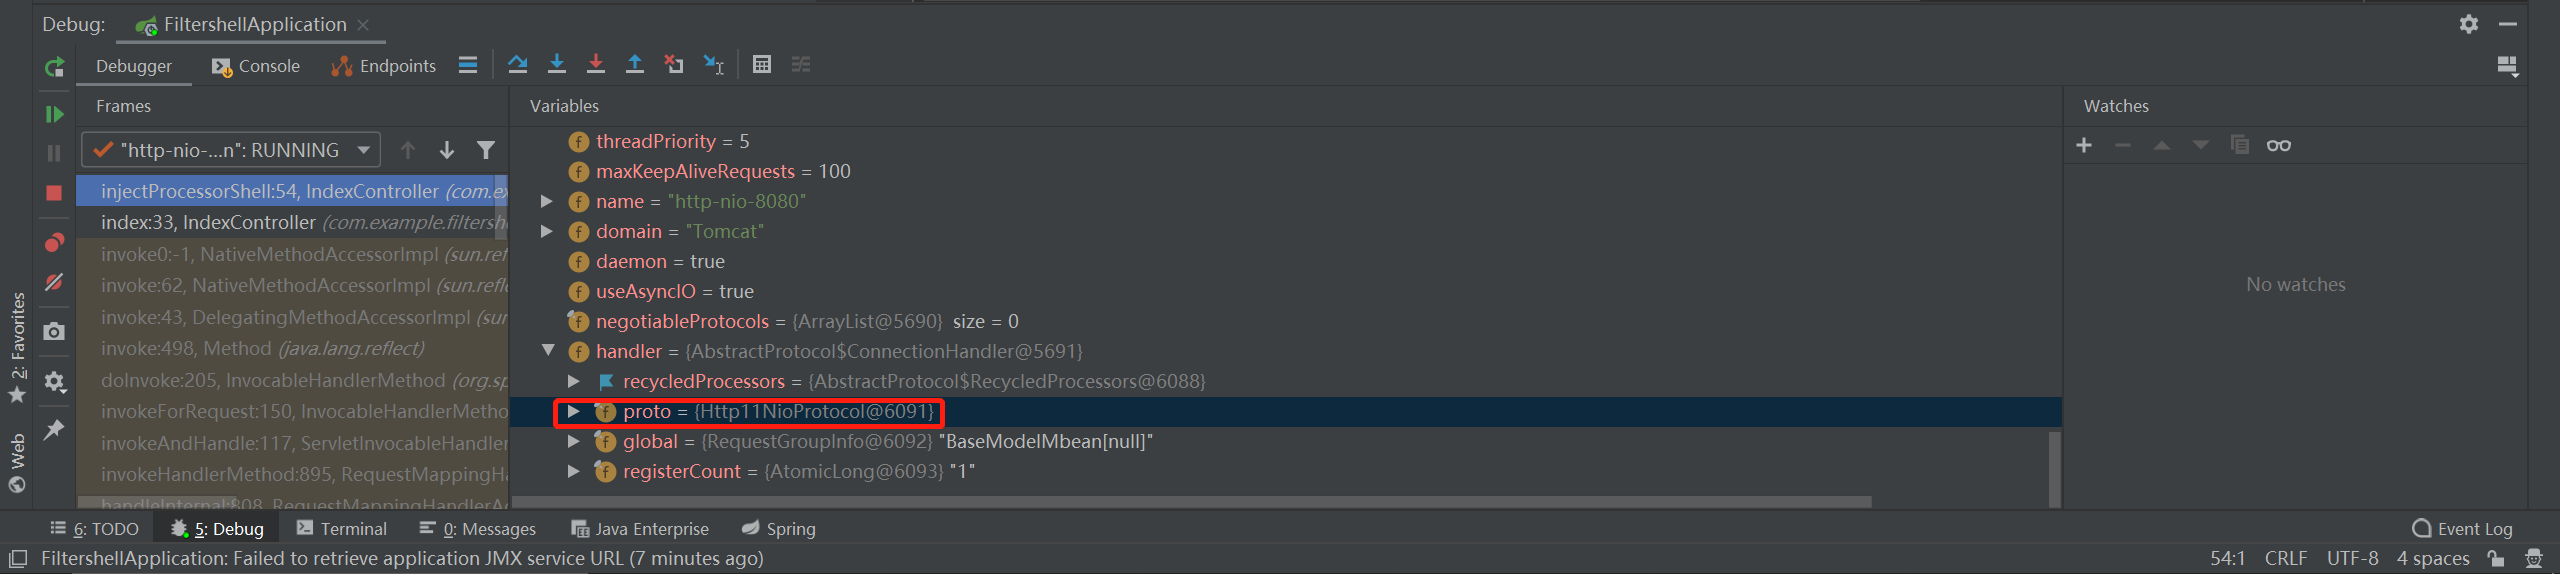 Debug: FiltershellApplication
Debugger Console Endpoints
Frames
"http-nio-...n": RUNNING
injectProcessorShell:54, IndexController (com.ex
index:33, IndexController (com.example.filtersh
invoke0:-1, NativeMethodAccessorImpl (sun.ref
invoke:62, NativeMethodAccessorImpl (sun.refle
invoke:43, DelegatingMethodAccessorImpl (sun
invoke:498, Method (java.lang.reflect)
doInvoke:205, InvocableHandlerMethod (org.sp
invokeForRequest:150, InvocableHandlerMetho
invokeAndHandle:117, ServletInvocableHandler
invokeHandlerMethod:895, RequestMappingHa
handleInternal:808, RequestMappingHandlerA
Variables
threadPriority = 5
maxKeepAliveRequests = 100
name = "http-nio-8080"
domain = "Tomcat"
daemon = true
useAsyncIO = true
negotiableProtocols = {ArrayList@5690} size = 0
handler = {AbstractProtocol$ConnectionHandler@5691}
recycledProcessors = {AbstractProtocol$RecycledProcessors@6088}
proto = {Http11NioProtocol@6091}
global = {RequestGroupInfo@6092} "BaseModelMbean[null]"
registerCount = {AtomicLong@6093} "1"
Watches
No watches
2: Favorites
Web
6: TODO 5: Debug Terminal 0: Messages Java Enterprise Spring Event Log
FiltershellApplication: Failed to retrieve application JMX service URL (7 minutes ago) 54:1 CRLF UTF-8 4 spaces